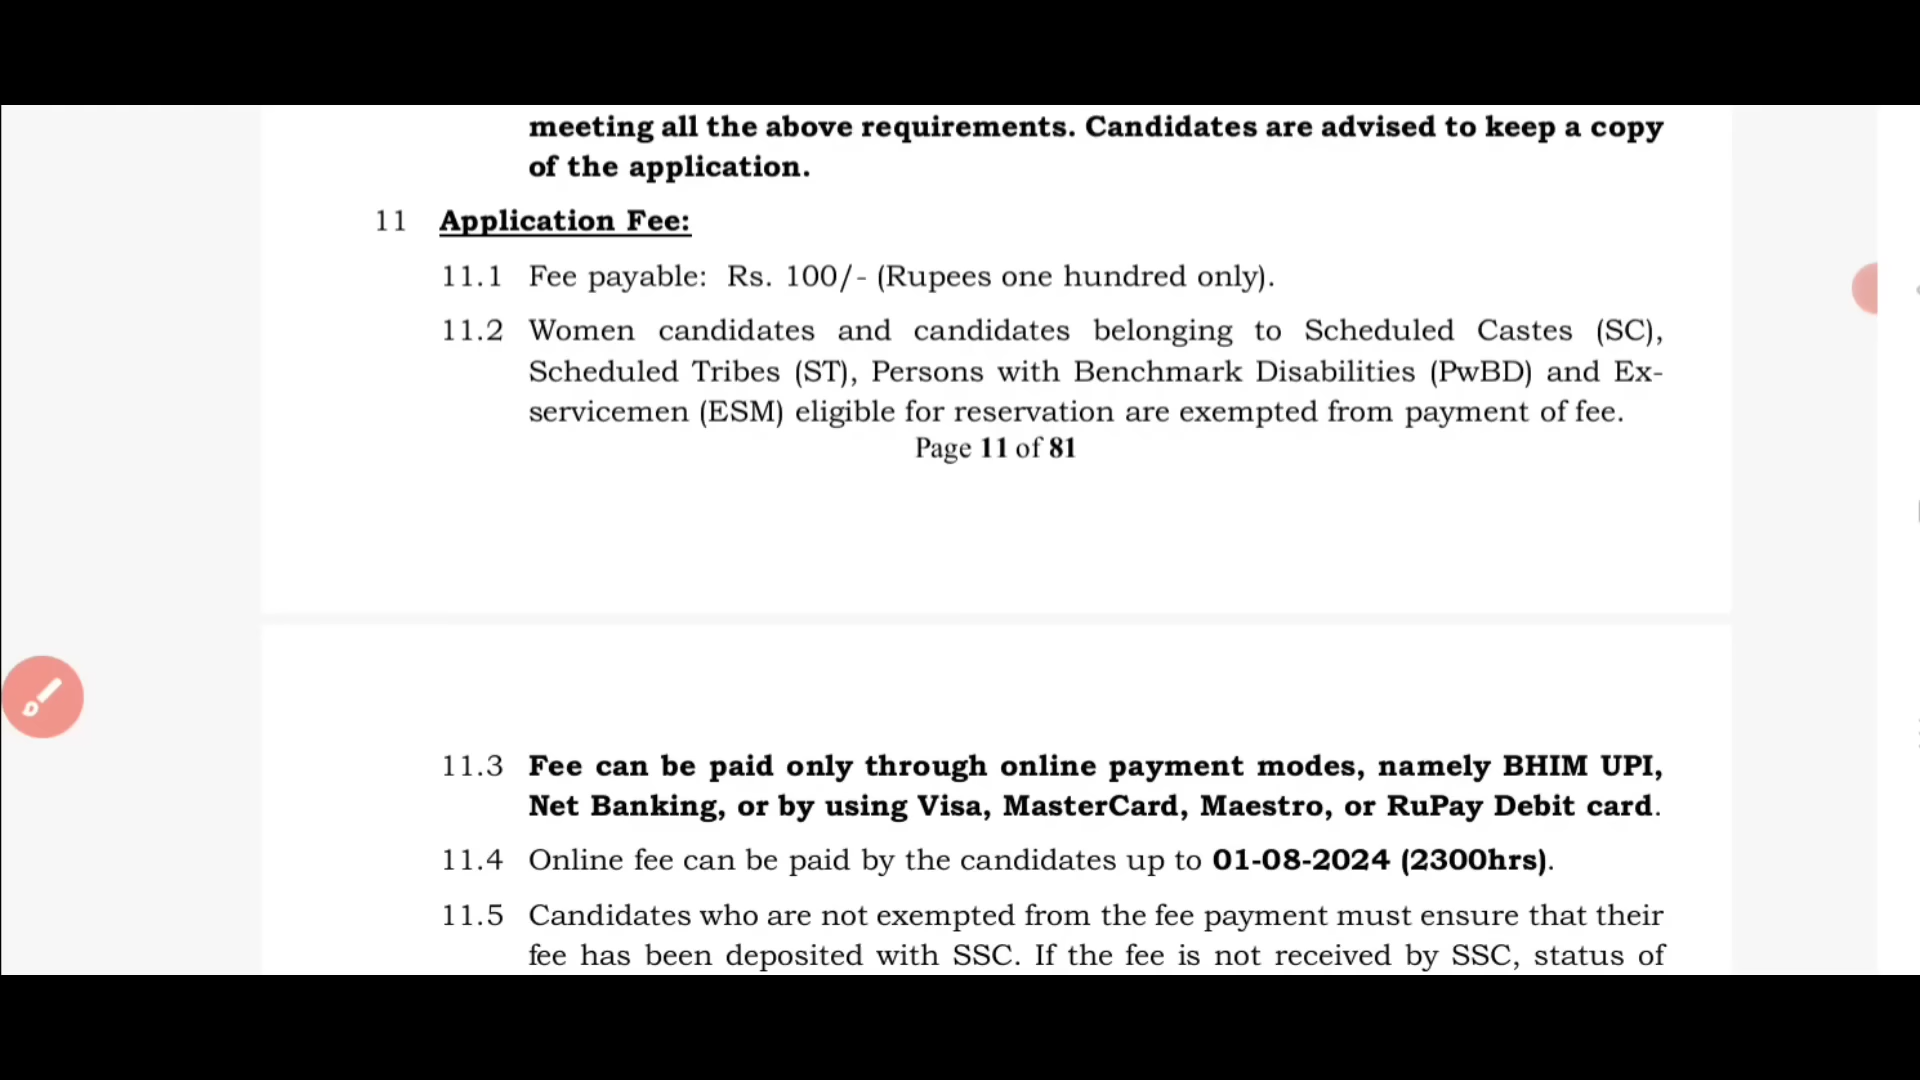 meeting all the above requirements. Candidates are advised to keep a copy
of the application.
11 Application Fee:
11.1 Fee payable: Rs. 100/- (Rupees one hundred only).
11.2 Women candidates and candidates belonging to Scheduled Castes (SC),
Scheduled Tribes (ST), Persons with Benchmark Disabilities (PwBD) and Ex-
servicemen (ESM) eligible for reservation are exempted from payment of fee.
Page 11 of 81
11.3 Fee can be paid only through online payment modes, namely BHIM UPI,
Net Banking, or by using Visa, MasterCard, Maestro, or RuPay Debit card.
11.4 Online fee can be paid by the candidates up to 01-08-2024 (2300hrs).
11.5 Candidates who are not exempted from the fee payment must ensure that their
fee has been deposited with SSC. If the fee is not received by SSC, status of